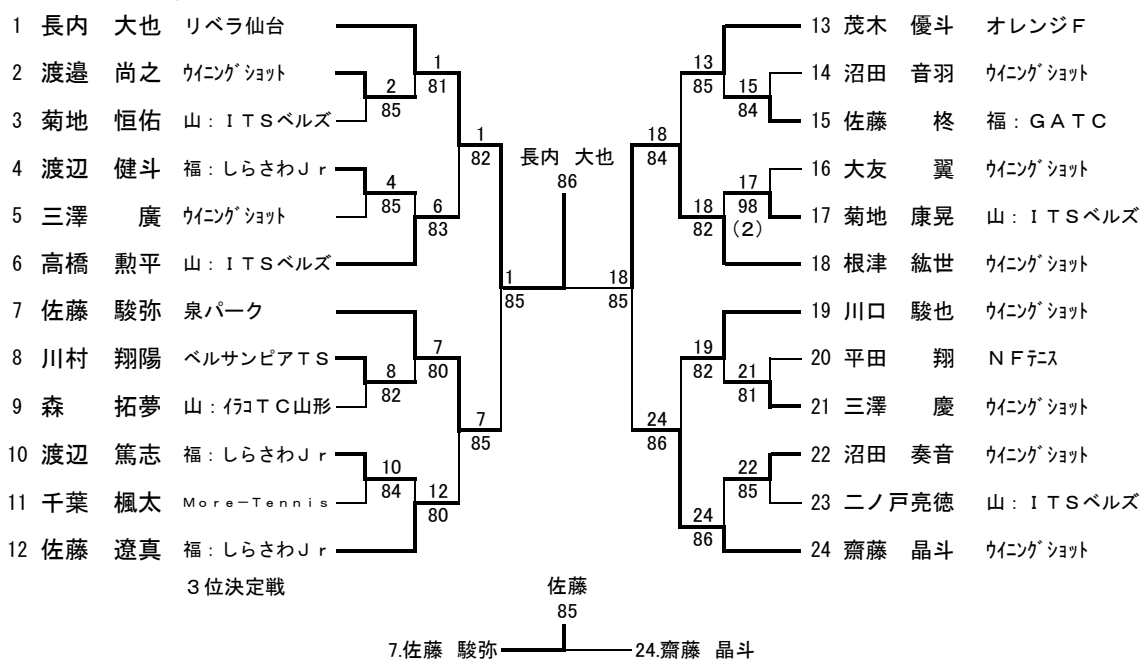 1 長内 大也 リベラ仙台
2 渡邉 尚之 ｳｲﾆﾝｸﾞｼｮｯﾄ
3 菊地 恒佑 山：ＩＴＳベルズ
4 渡辺 健斗 福：しらさわＪｒ
5 三澤 廣 ｳｲﾆﾝｸﾞｼｮｯﾄ
6 高橋 勲平 山：ＩＴＳベルズ
7 佐藤 駿弥 泉パーク
8 川村 翔陽 ベルサンピアＴＳ
9 森 拓夢 山：ｲﾗｺＴＣ山形
10 渡辺 篤志 福：しらさわＪｒ
11 千葉 楓太 Ｍｏｒｅ－Ｔｅｎｎｉｓ
12 佐藤 遼真 福：しらさわＪｒ
2
85
4
85
8
82
10
84
1
81
6
83
7
80
12
80
1
82
7
85
1
85
長内 大也
86
18
85
18
84
24
86
13
85
18
82
19
82
24
86
15
84
17
98
(2)
21
81
22
85
13 茂木 優斗 オレンジＦ
14 沼田 音羽 ｳｲﾆﾝｸﾞｼｮｯﾄ
15 佐藤 柊 福：ＧＡＴＣ
16 大友 翼 ｳｲﾆﾝｸﾞｼｮｯﾄ
17 菊地 康晃 山：ＩＴＳベルズ
18 根津 紘世 ｳｲﾆﾝｸﾞｼｮｯﾄ
19 川口 駿也 ｳｲﾆﾝｸﾞｼｮｯﾄ
20 平田 翔 ＮＦﾃﾆｽ
21 三澤 慶 ｳｲﾆﾝｸﾞｼｮｯﾄ
22 沼田 奏音 ｳｲﾆﾝｸﾞｼｮｯﾄ
23 二ノ戸亮徳 山：ＩＴＳベルズ
24 齋藤 晶斗 ｳｲﾆﾝｸﾞｼｮｯﾄ
３位決定戦
佐藤
85
7.佐藤 駿弥
24.齋藤 晶斗